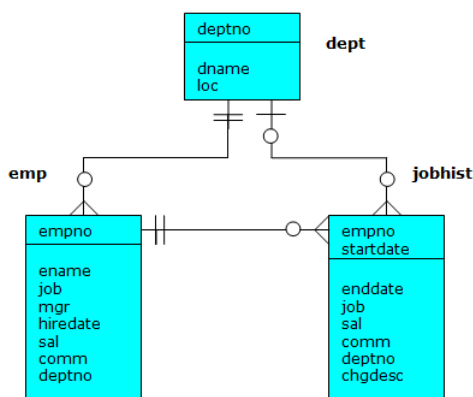 deptno
dept
dname
loc
emp
jobhist
empno
ename
job
mgr
hiredate
sal
comm
deptno
empno
startdate
enddate
job
sal
comm
deptno
chgdesc